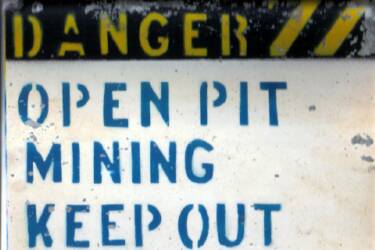 DANGER
OPEN PIT
MINING
KEEP OUT